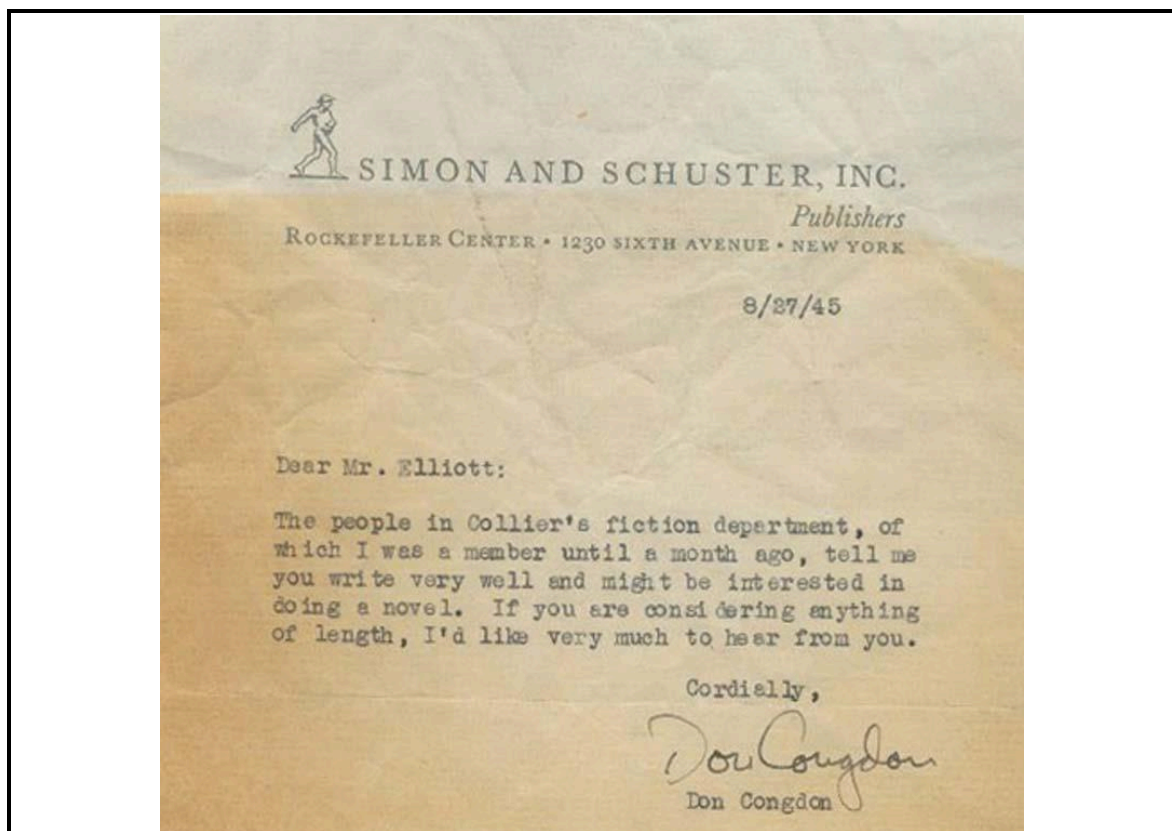 SIMON AND SCHUSTER, INC.
Publishers
ROCKEFELLER CENTER • 1230 SIXTH AVENUE • NEW YORK
8/27/45
Dear Mr. Elliott:
The people in Collier's fiction department, of
which I was a member until a month ago, tell me
you write very well and might be interested in
doing a novel. If you are considering anything
of length, I'd like very much to hear from you.
Cordially,
Don Congdon
Don Congdon